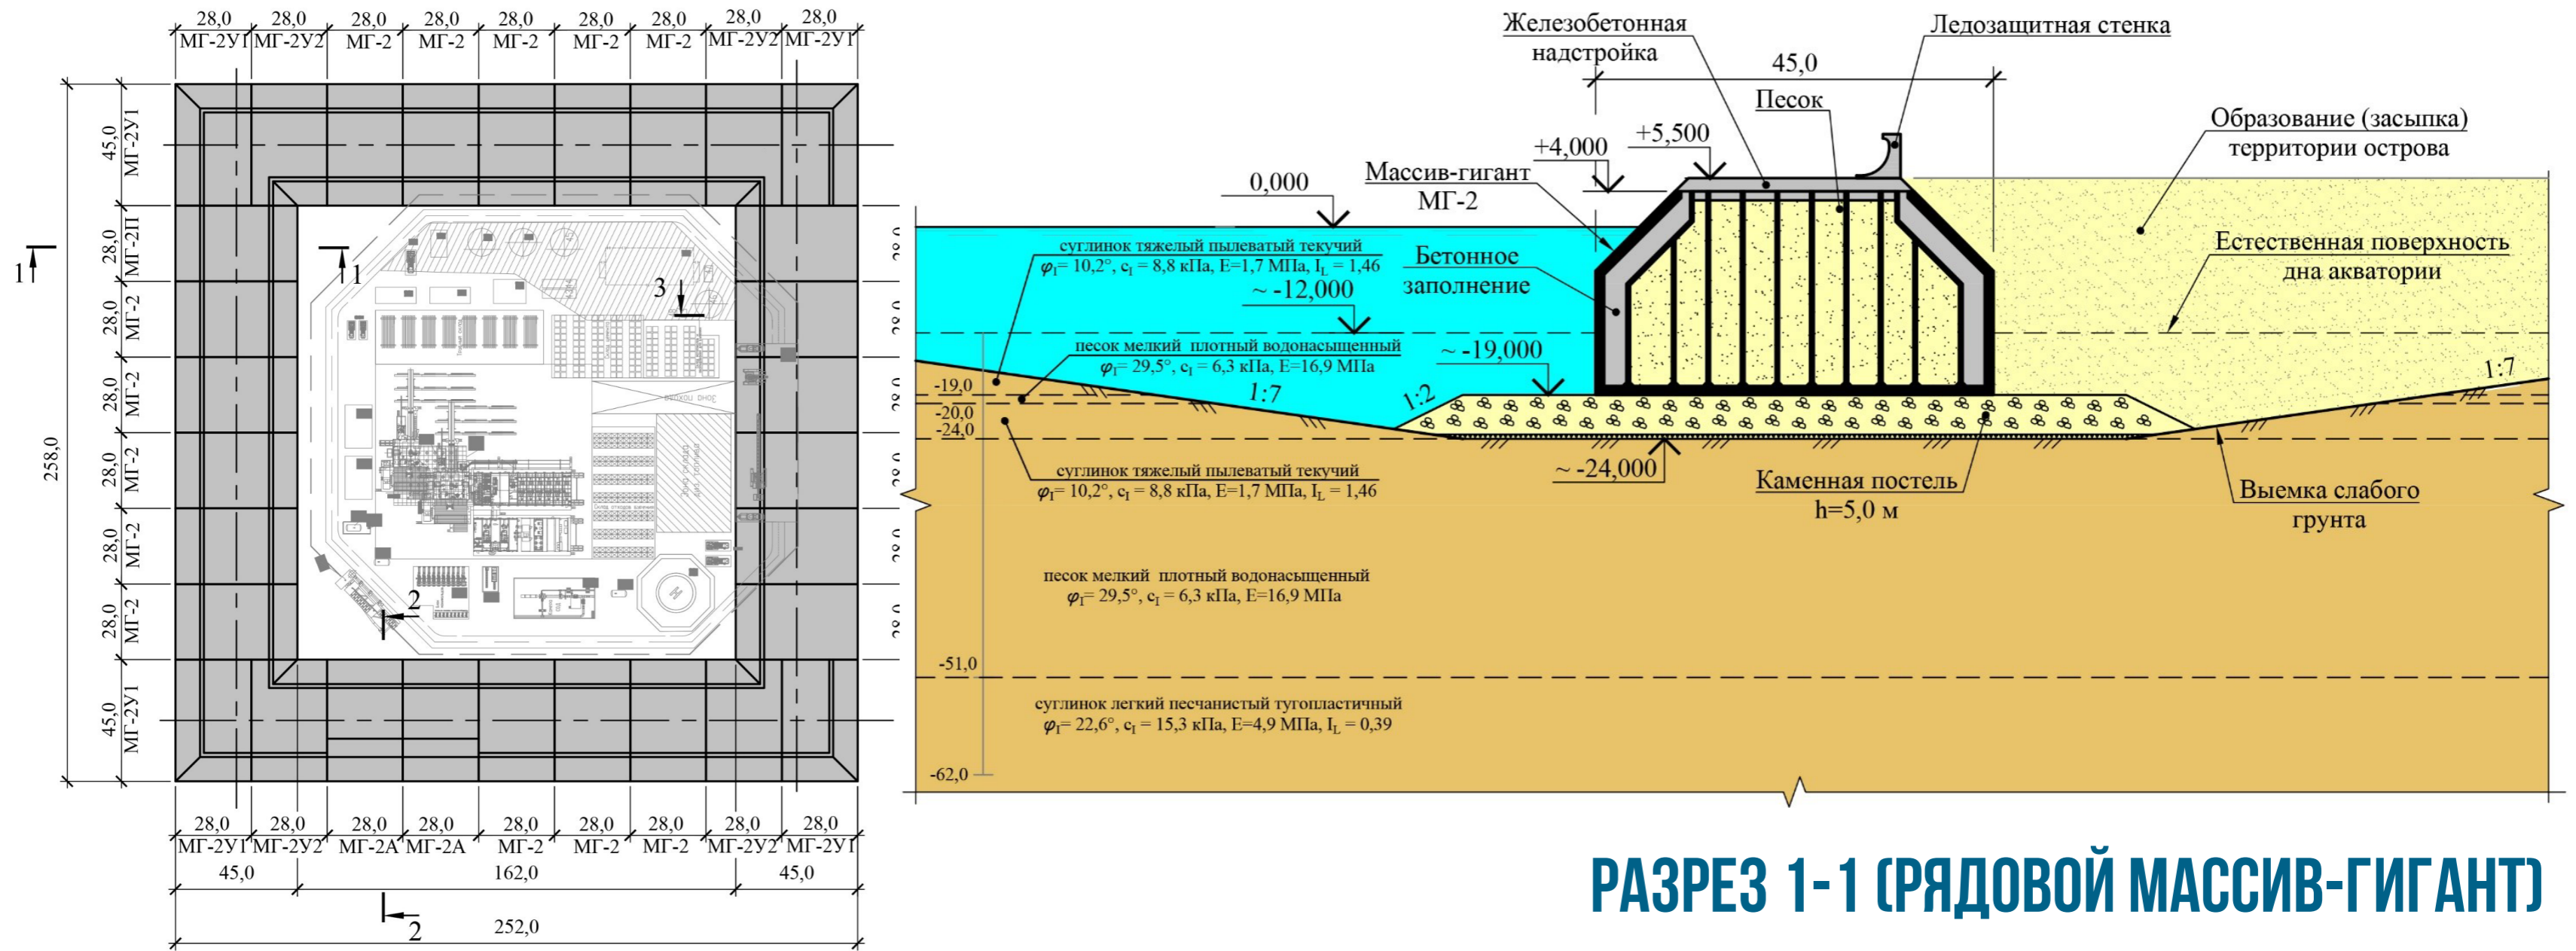 28,0 28,0 28,0 28,0 28,0 28,0 28,0 28,0 28,0
МГ-2У1 МГ-2У2 МГ-2 МГ-2 МГ-2 МГ-2 МГ-2 МГ-2У2 МГ-2У1
45,0
МГ-2У1
28,0
МГ-2П
28,0
МГ-2
28,0
МГ-2
28,0
МГ-2
28,0
МГ-2
28,0
МГ-2
45,0
МГ-2У1
258,0
1
1
3
2
28,0 28,0 28,0 28,0 28,0 28,0 28,0 28,0 28,0
МГ-2У1 МГ-2У2 МГ-2А МГ-2А МГ-2 МГ-2 МГ-2 МГ-2У2 МГ-2У1
45,0 162,0 45,0
252,0
2
Железобетонная
надстройка
Ледозащитная стенка
45,0
Песок
+5,500
+4,000
Массив-гигант
МГ-2
0,000
Образование (засыпка)
территории острова
Естественная поверхность
дна акватории
суглинок тяжелый пылеватый текучий
φI= 10,2°, cI = 8,8 кПа, E=1,7 МПа, IL = 1,46
Бетонное
заполнение
~ -12,000
песок мелкий плотный водонасыщенный
φI= 29,5°, cI = 6,3 кПа, E=16,9 МПа
~ -19,000
1:7
1:2
1:7
-19,0
-20,0
-24,0
суглинок тяжелый пылеватый текучий
φI= 10,2°, cI = 8,8 кПа, E=1,7 МПа, IL = 1,46
~ -24,000
Каменная постель
h=5,0 м
Выемка слабого
грунта
песок мелкий плотный водонасыщенный
φI= 29,5°, cI = 6,3 кПа, E=16,9 МПа
-51,0
суглинок легкий песчанистый тугопластичный
φI= 22,6°, cI = 15,3 кПа, E=4,9 МПа, IL = 0,39
-62,0
РАЗРЕЗ 1-1 (РЯДОВОЙ МАССИВ-ГИГАНТ)